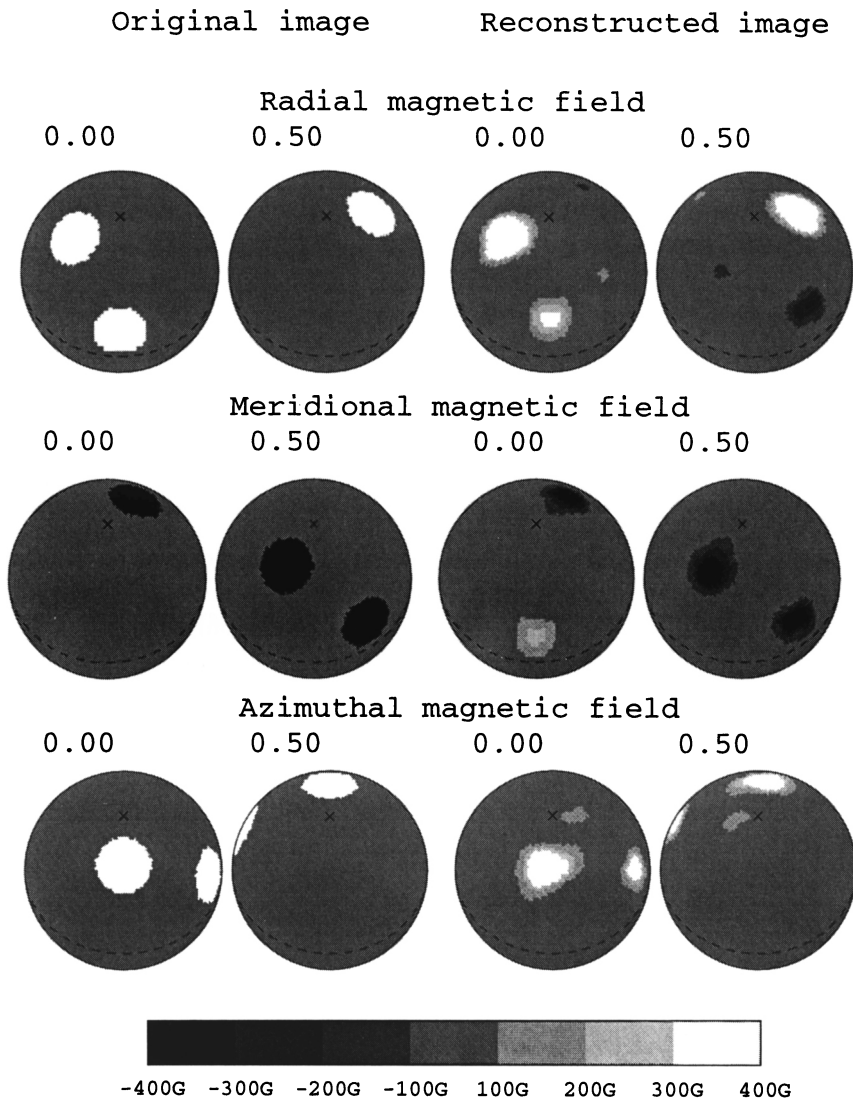 Original image Reconstructed image
Radial magnetic field
0.00 0.50 0.00 0.50
Meridional magnetic field
0.00 0.50 0.00 0.50
Azimuthal magnetic field
0.00 0.50 0.00 0.50
-400G -300G -200G -100G 100G 200G 300G 400G